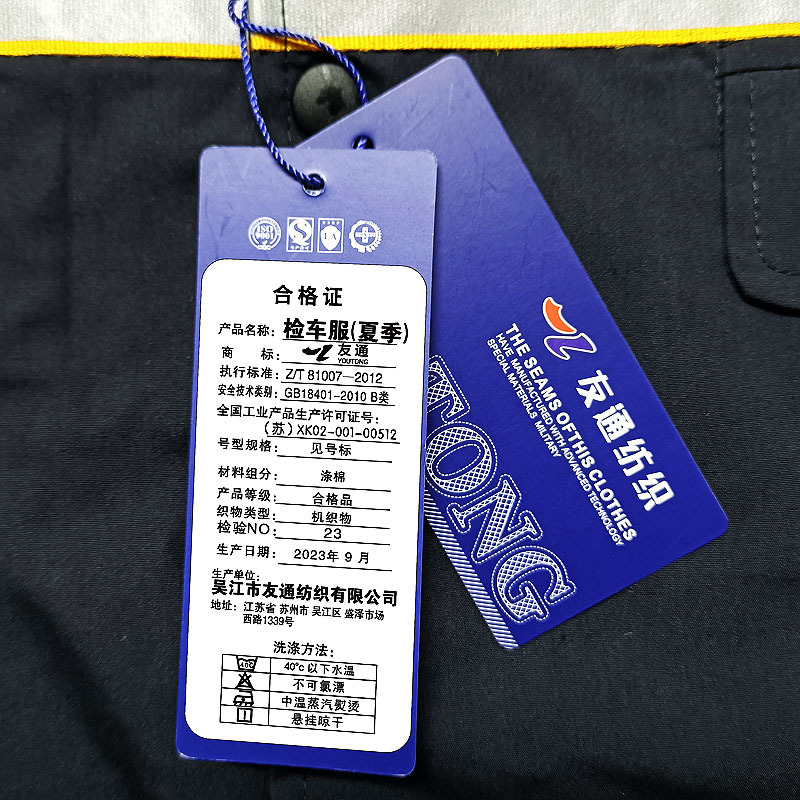 ISO
9001
合格证
产品名称: 检车服(夏季)
商 标: 友通
YOUTONG
执行标准: Z/T 81007—2012
安全技术类别: GB18401-2010 B类
全国工业产品生产许可证号:
(苏) XK02-001-00512
号型规格: 见号标
材料组分: 涤棉
产品等级: 合格品
织物类型: 机织物
检验NO: 23
生产日期: 2023年 9 月
生产单位:
吴江市友通纺织有限公司
地址: 江苏省 苏州市 吴江区 盛泽市场
西路1339号
洗涤方法:
40℃以下水温
不可氯漂
中温蒸汽熨烫
悬挂晾干
友通纺织
THE SEAMS OF THIS CLOTHES
HAVE MANUFACTURED WITH ADVANCED TECHNOLOGY
SPECIAL MATERIALS MILITARY
TONG